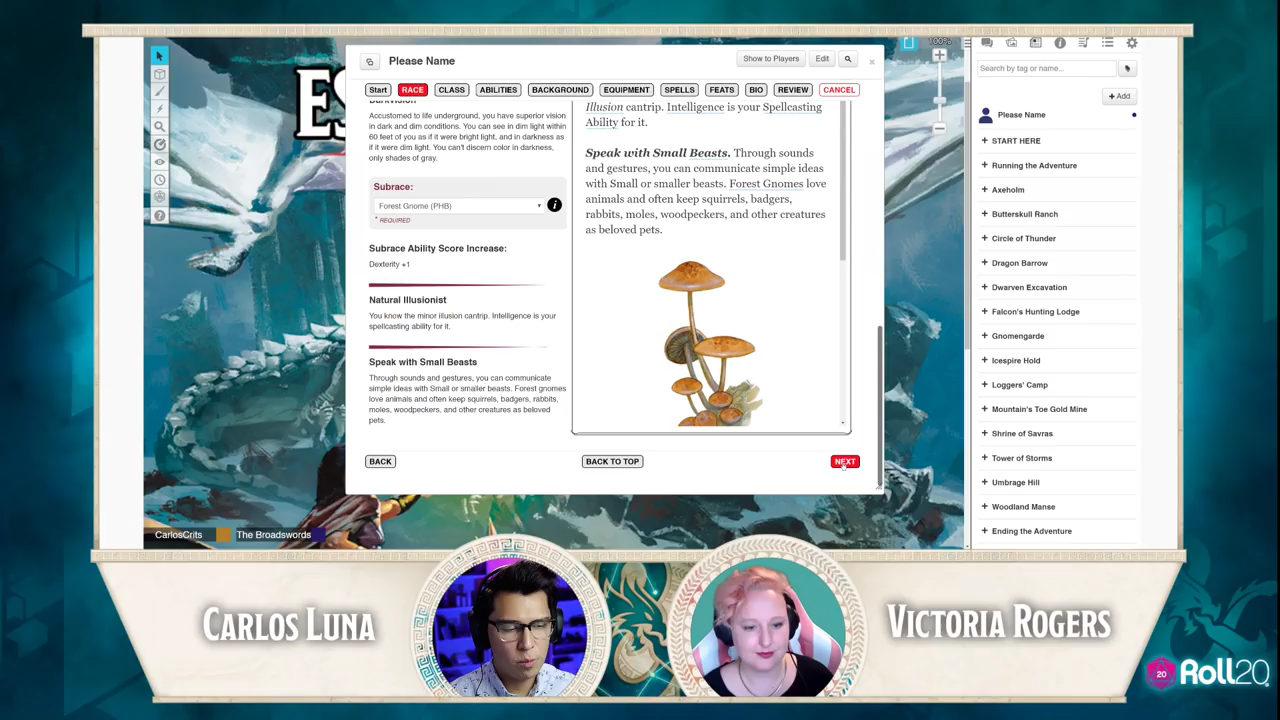 ES
100%
Please Name
Show to Players
Edit
Start
RACE
CLASS
ABILITIES
BACKGROUND
EQUIPMENT
SPELLS
FEATS
BIO
REVIEW
CANCEL
Darkvision
Accustomed to life underground, you have superior vision
in dark and dim conditions. You can see in dim light within
60 feet of you as if it were bright light, and in darkness as
if it were dim light. You can't discern color in darkness,
only shades of gray.
Subrace:
Forest Gnome (PHB)
i
* REQUIRED
Subrace Ability Score Increase:
Dexterity +1
Natural Illusionist
You know the minor illusion cantrip. Intelligence is your
spellcasting ability for it.
Speak with Small Beasts
Through sounds and gestures, you can communicate
simple ideas with Small or smaller beasts. Forest gnomes
love animals and often keep squirrels, badgers, rabbits,
moles, woodpeckers, and other creatures as beloved
pets.
Illusion cantrip. Intelligence is your Spellcasting
Ability for it.
Speak with Small Beasts. Through sounds
and gestures, you can communicate simple ideas
with Small or smaller beasts. Forest Gnomes love
animals and often keep squirrels, badgers,
rabbits, moles, woodpeckers, and other creatures
as beloved pets.
BACK
BACK TO TOP
NEXT
Search by tag or name...
+ Add
Please Name
+ START HERE
+ Running the Adventure
+ Axeholm
+ Butterskull Ranch
+ Circle of Thunder
+ Dragon Barrow
+ Dwarven Excavation
+ Falcon's Hunting Lodge
+ Gnomengarde
+ Icespire Hold
+ Loggers' Camp
+ Mountain's Toe Gold Mine
+ Shrine of Savras
+ Tower of Storms
+ Umbrage Hill
+ Woodland Manse
+ Ending the Adventure
CarlosCrits
The Broadswords
CARLOS LUNA
VICTORIA ROGERS
20
Roll20